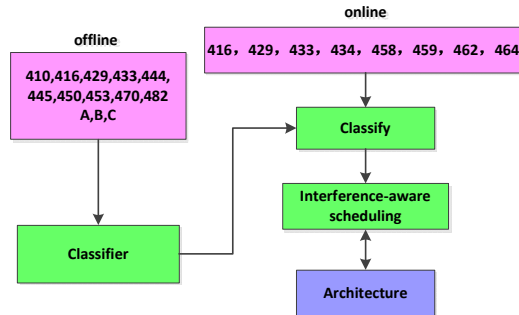 offline
online
410,416,429,433,444,
445,450,453,470,482
A,B,C
416, 429, 433, 434, 458, 459, 462, 464
Classify
Interference-aware
scheduling
Classifier
Architecture